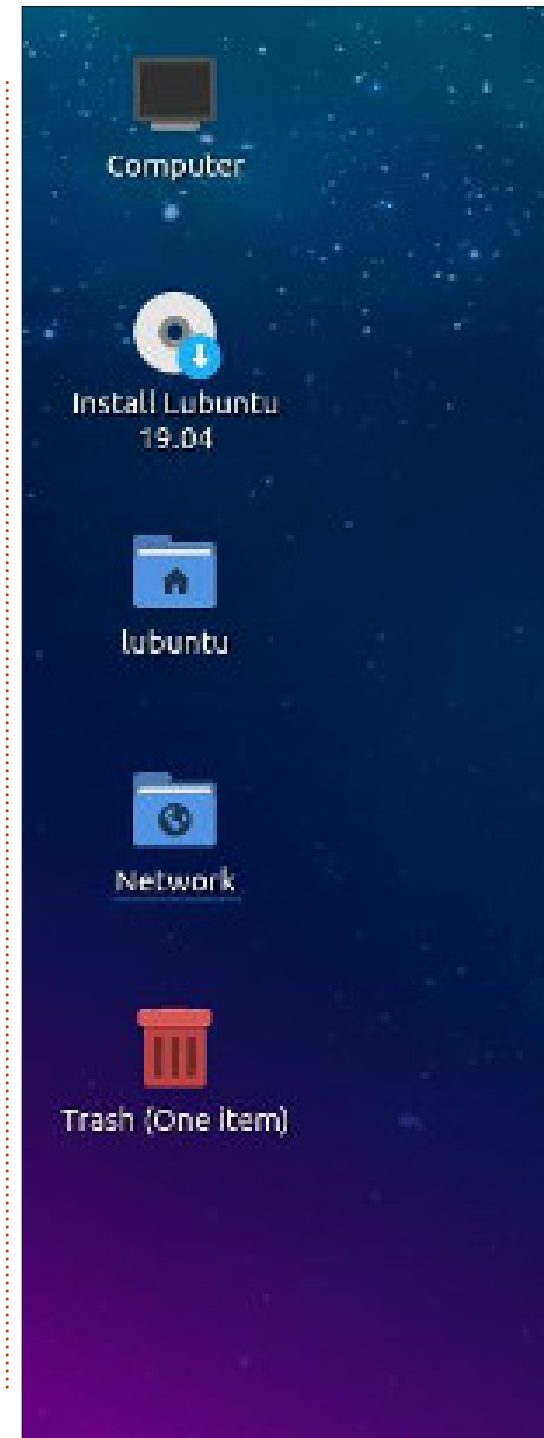 Computer
Install Lubuntu
19.04
lubuntu
Network
Trash (One item)